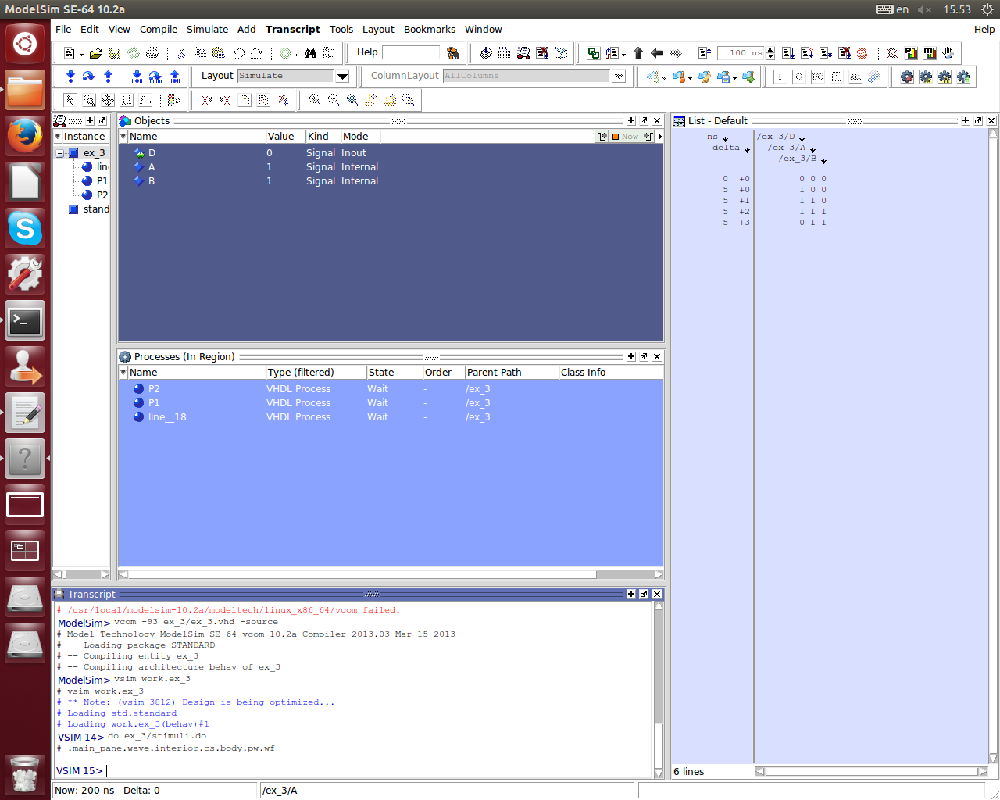 ModelSim SE-64 10.2a
en
15.53
File Edit View Compile Simulate Add Transcript Tools Layout Bookmarks Window Help
Help
100 ns
Layout Simulate
ColumnLayout AllColumns
Instance
ex_3
line
P1
P2
stand
Objects
Name Value Kind Mode
Now
D 0 Signal Inout
A 1 Signal Internal
B 1 Signal Internal
Processes (In Region)
Name Type (filtered) State Order Parent Path Class Info
P2 VHDL Process Wait - /ex_3
P1 VHDL Process Wait - /ex_3
line__18 VHDL Process Wait - /ex_3
List - Default
ns /ex_3/D
delta /ex_3/A
/ex_3/B
0 +0 0 0 0
5 +0 1 0 0
5 +1 1 1 0
5 +2 1 1 1
5 +3 0 1 1
6 lines
Transcript
# /usr/local/modelsim-10.2a/modeltech/linux_x86_64/vcom failed.
ModelSim> vcom -93 ex_3/ex_3.vhd -source
# Model Technology ModelSim SE-64 vcom 10.2a Compiler 2013.03 Mar 15 2013
# -- Loading package STANDARD
# -- Compiling entity ex_3
# -- Compiling architecture behav of ex_3
ModelSim> vsim work.ex_3
# vsim work.ex_3
# ** Note: (vsim-3812) Design is being optimized...
# Loading std.standard
# Loading work.ex_3(behav)#1
VSIM 14> do ex_3/stimuli.do
# .main_pane.wave.interior.cs.body.pw.wf
VSIM 15>
Now: 200 ns Delta: 0
/ex_3/A